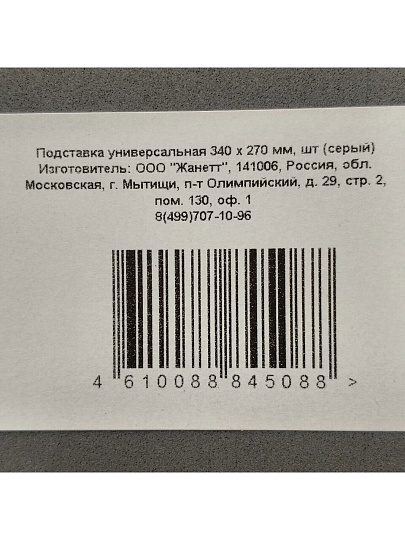 Подставка универсальная 340 х 270 мм, шт (серый)
Изготовитель: ООО "Жанетт", 141006, Россия, обл.
Московская, г. Мытищи, п-т Олимпийский, д. 29, стр. 2,
пом. 130, оф. 1
8(499)707-10-96
4 610088 845088 >